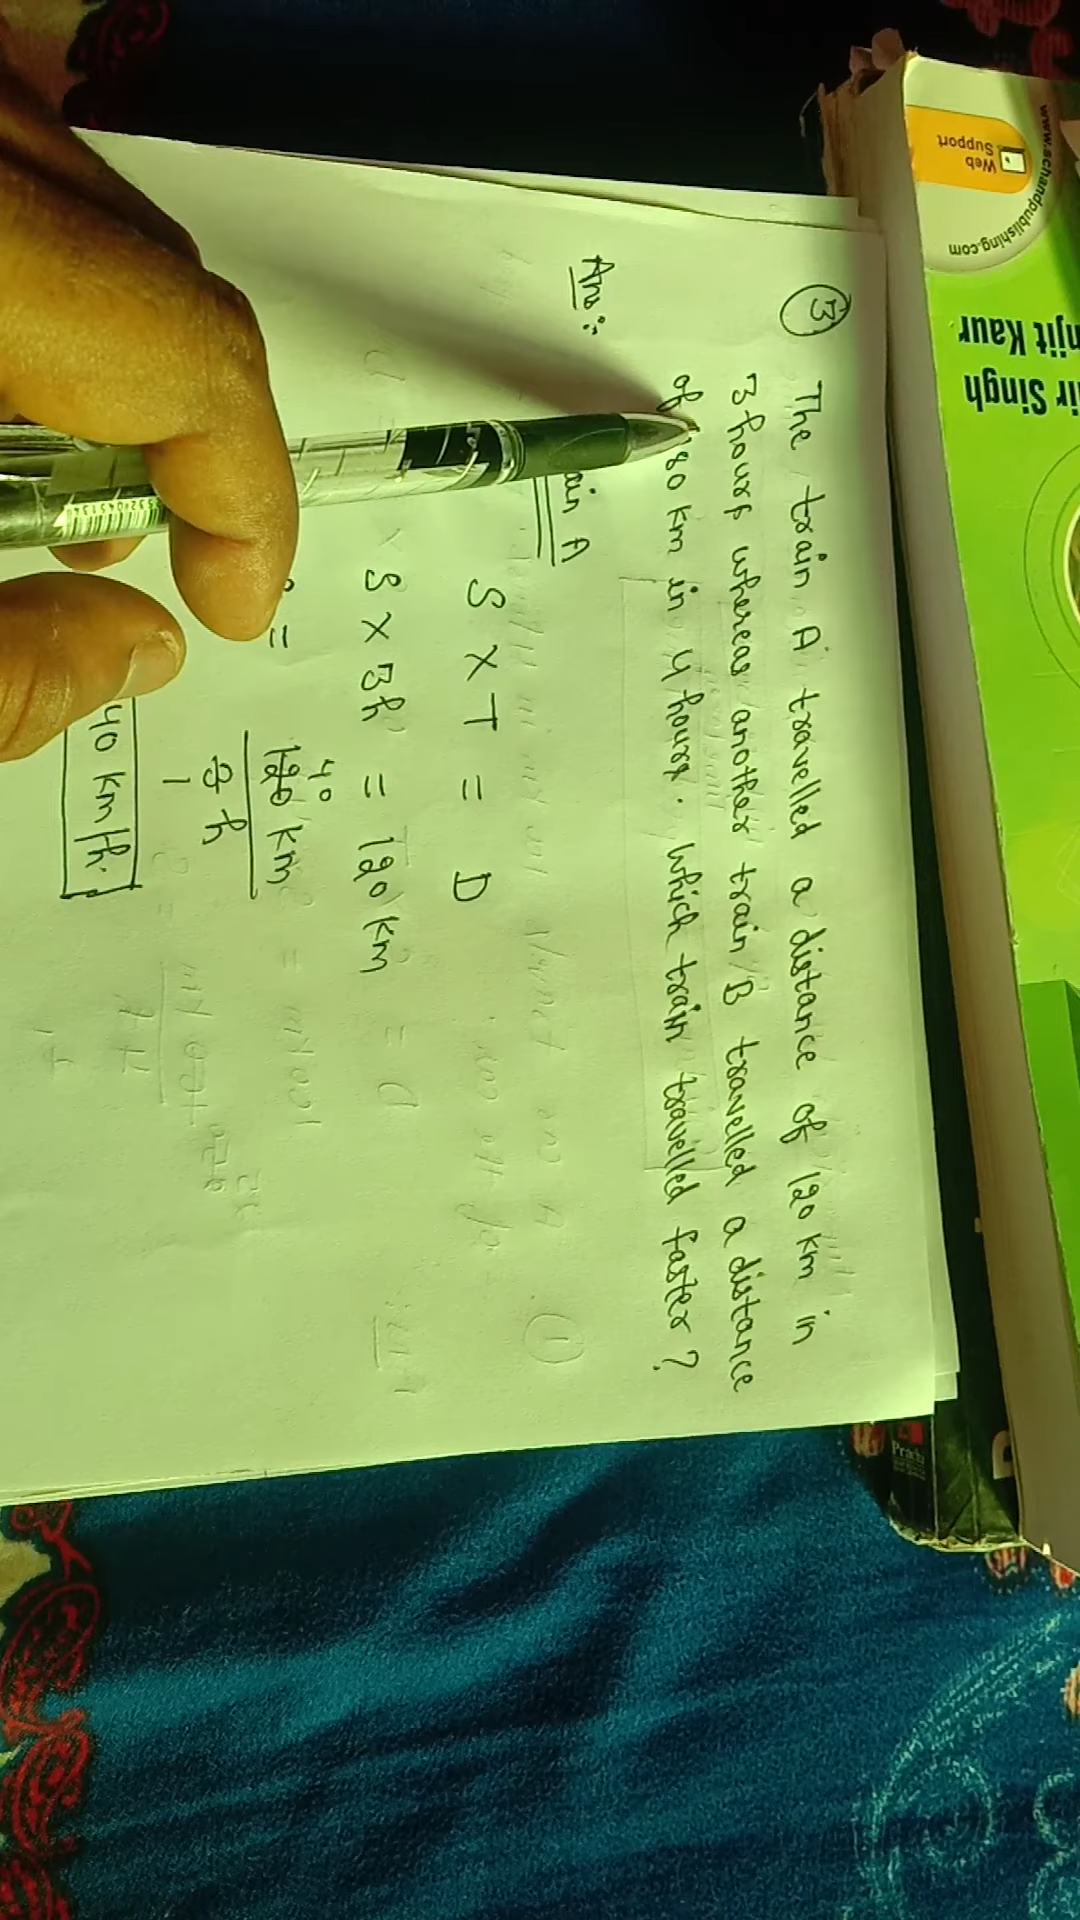 ③ The train A travelled a distance of 120 km in
3 hours whereas another train B travelled a distance
of 180 km in 4 hours. Which train travelled faster?
Ans:
ain A
S × T = D
S × 3h = 120 km
=
40
120 km
3 h
1
40 km/h.
www.schandpublishing.com
Web
Support
ir Singh
njit Kaur